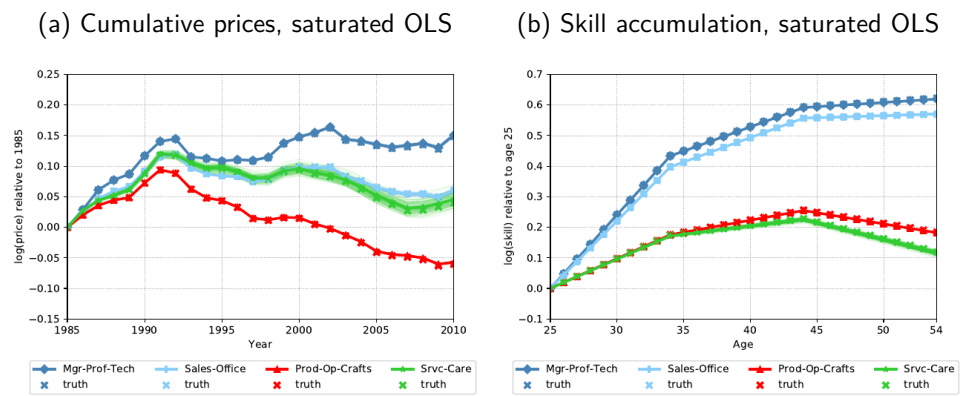 (a) Cumulative prices, saturated OLS
0.25
0.20
0.15
0.10
0.05
0.00
−0.05
−0.10
−0.15
log(price) relative to 1985
1985 1990 1995 2000 2005 2010
Year
Mgr-Prof-Tech Sales-Office Prod-Op-Crafts Srvc-Care
truth truth truth truth
(b) Skill accumulation, saturated OLS
0.7
0.6
0.5
0.4
0.3
0.2
0.1
0.0
−0.1
log(skill) relative to age 25
25 30 35 40 45 50 54
Age
Mgr-Prof-Tech Sales-Office Prod-Op-Crafts Srvc-Care
truth truth truth truth